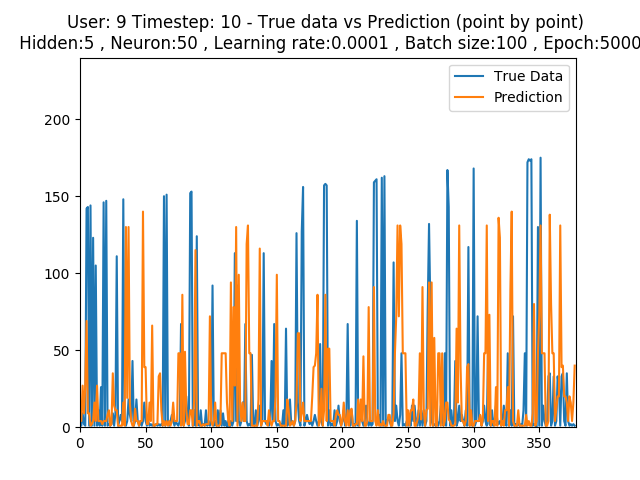 User: 9 Timestep: 10 - True data vs Prediction (point by point)
Hidden:5 , Neuron:50 , Learning rate:0.0001 , Batch size:100 , Epoch:5000
True Data
Prediction
200
150
100
50
0
0 50 100 150 200 250 300 350